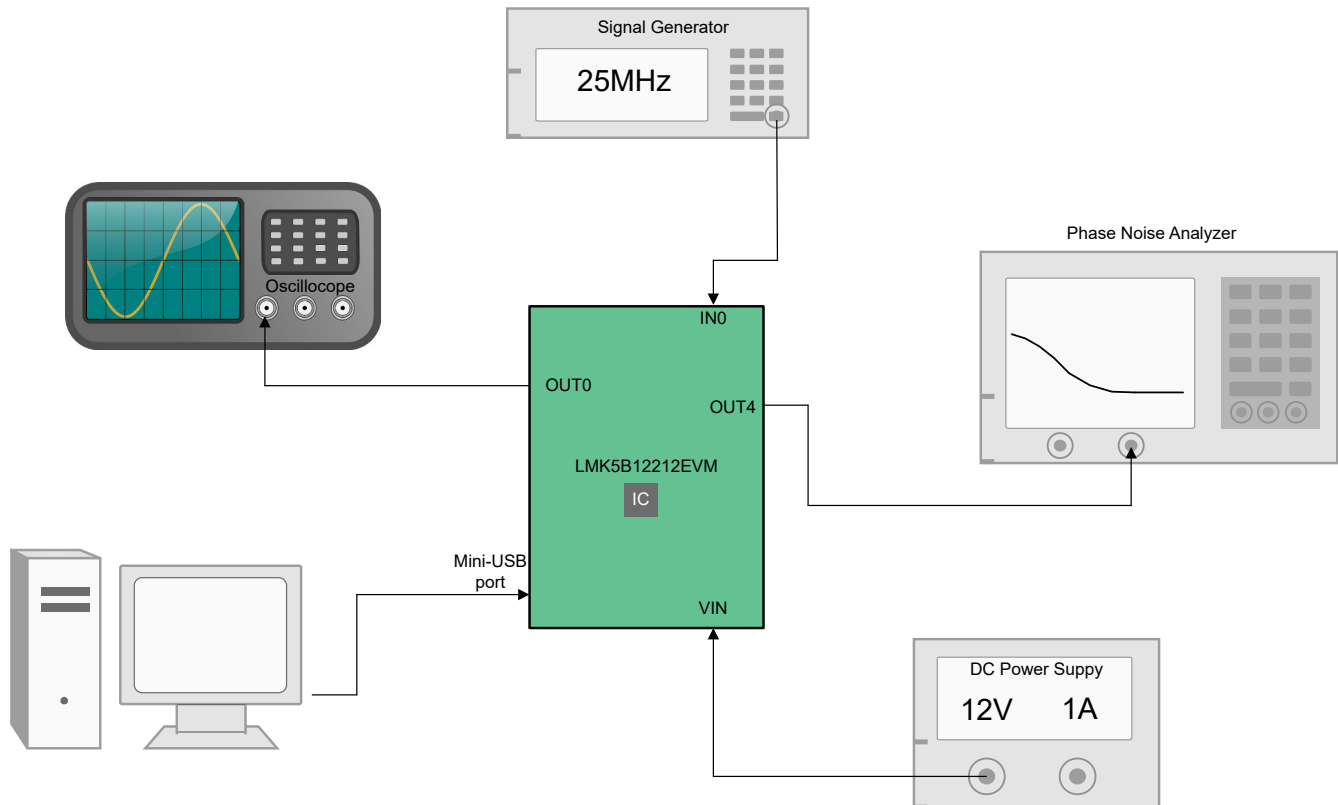 Signal Generator
25MHz
Phase Noise Analyzer
Oscillocope
IN0
OUT0
OUT4
LMK5B12212EVM
IC
Mini-USB
port
VIN
DC Power Suppy
12V 1A